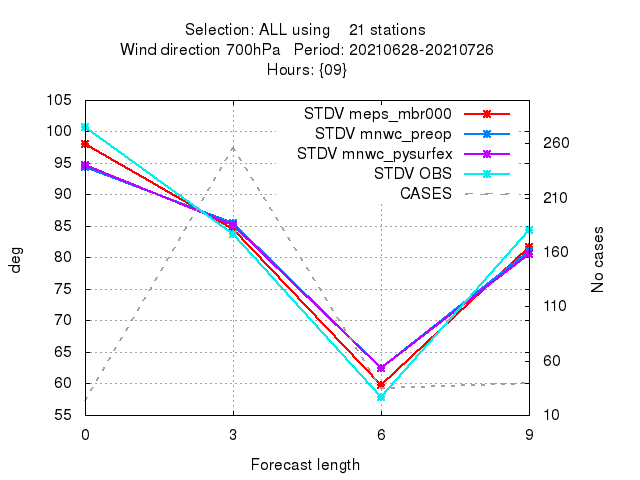 Selection: ALL using 21 stations
Wind direction 700hPa Period: 20210628-20210726
Hours: {09}
STDV meps_mbr000
STDV mnwc_preop
STDV mnwc_pysurfex
STDV OBS
CASES
105
100
95
90
85
80
75
70
65
60
55
deg
260
210
160
110
60
10
No cases
0 3 6 9
Forecast length